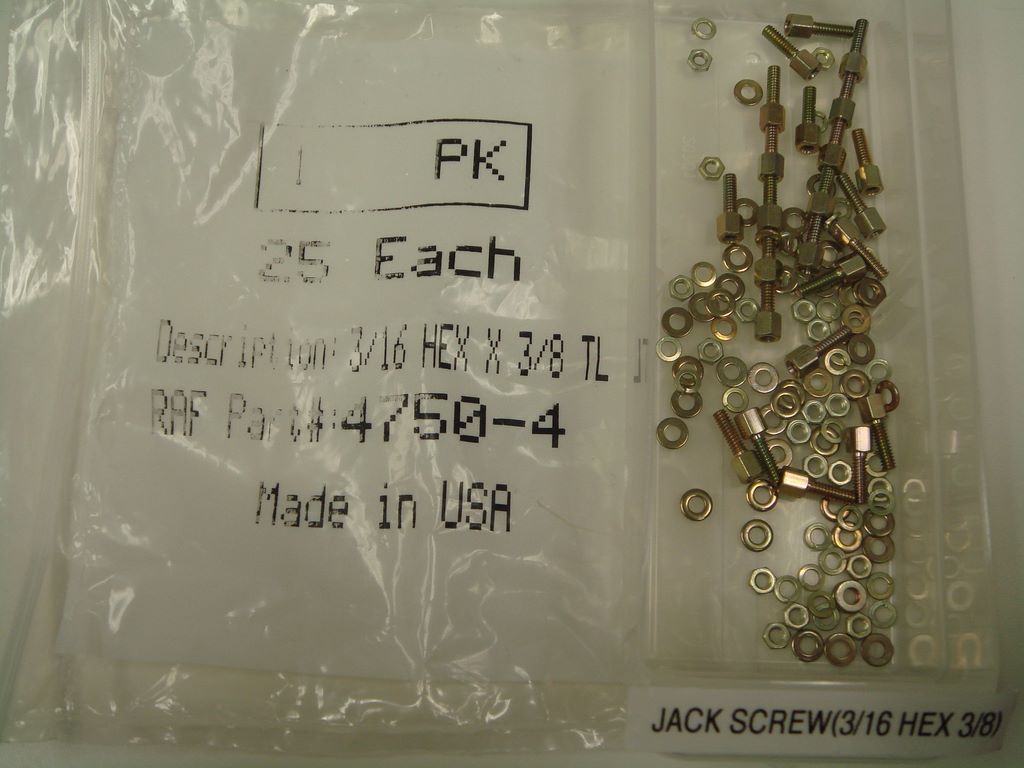 1 PK
25 Each
Description: 3/16 HEX X 3/8 TL
RAF Part#:4750-4
Made in USA
JACK SCREW(3/16 HEX 3/8)